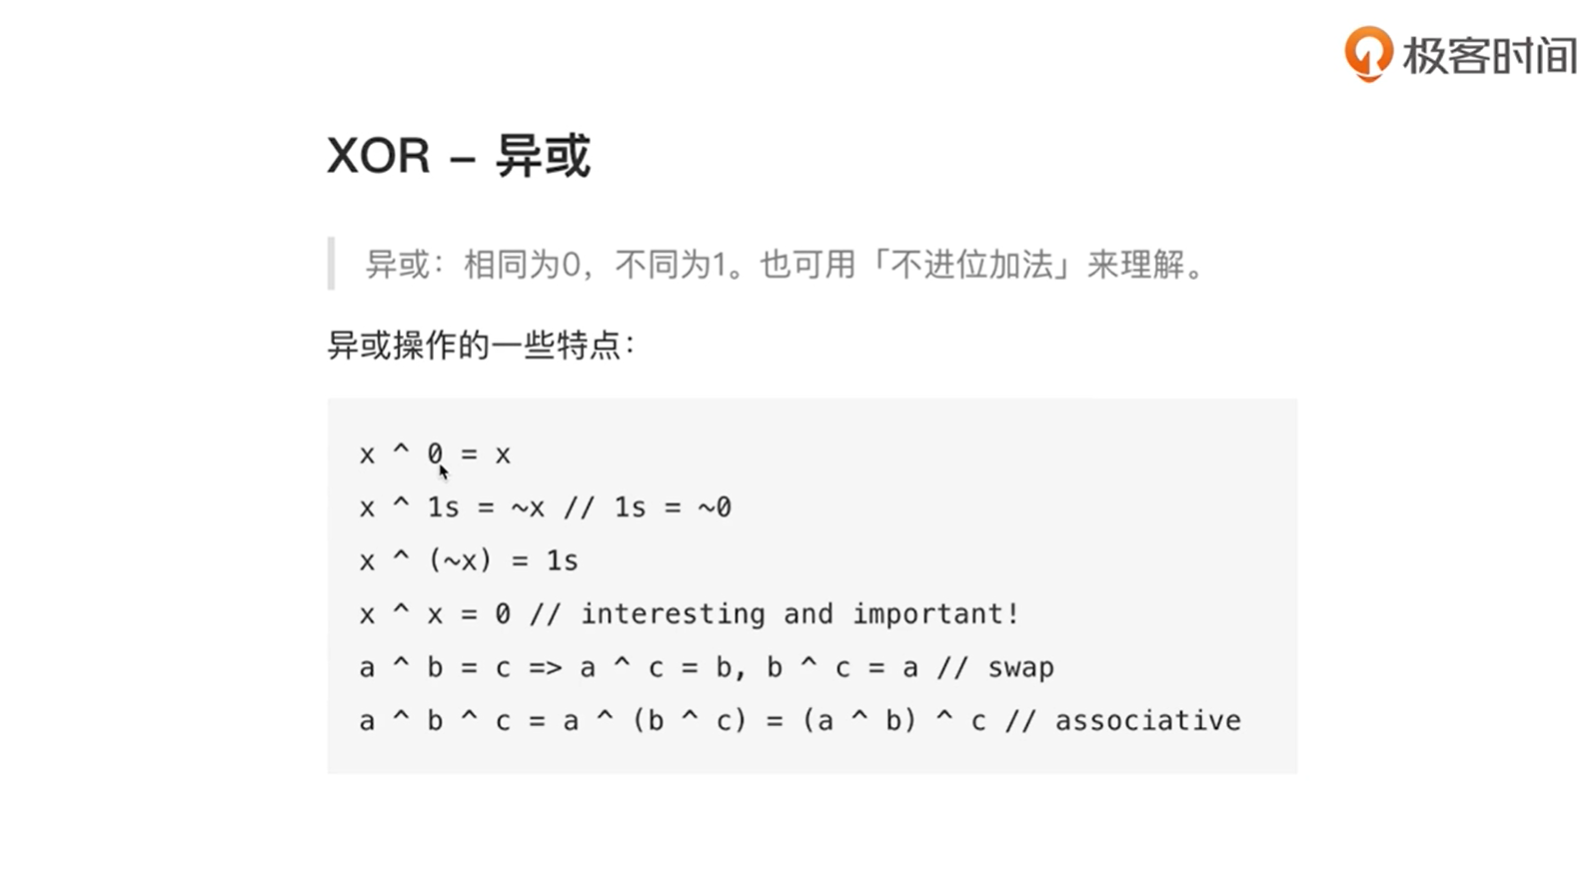 极客时间
XOR – 异或
异或：相同为0，不同为1。也可用「不进位加法」来理解。
异或操作的一些特点：
x ^ 0 = x
x ^ 1s = ~x // 1s = ~0
x ^ (~x) = 1s
x ^ x = 0 // interesting and important!
a ^ b = c => a ^ c = b, b ^ c = a // swap
a ^ b ^ c = a ^ (b ^ c) = (a ^ b) ^ c // associative